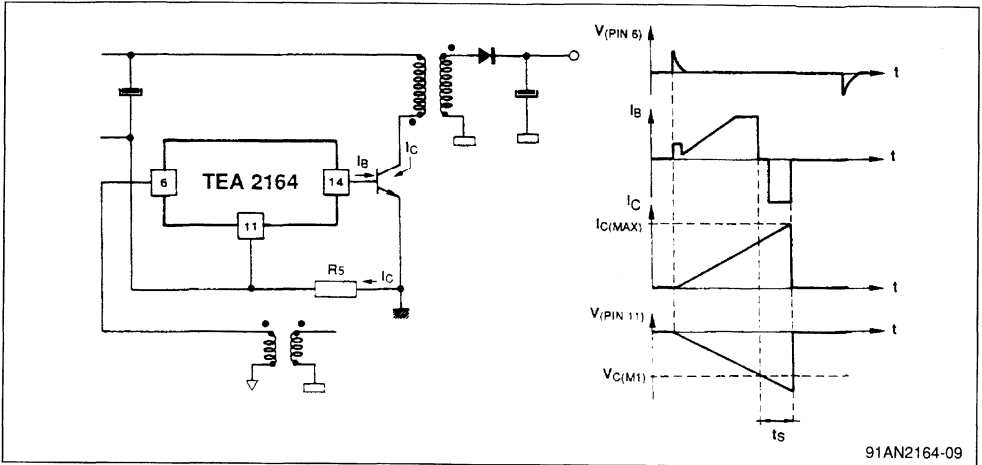 V(PIN 6)
t
IB
t
IC
IC(MAX)
t
V(PIN 11)
t
VC(M1)
ts
IB
IC
6
TEA 2164
14
11
R5
IC
91AN2164-09